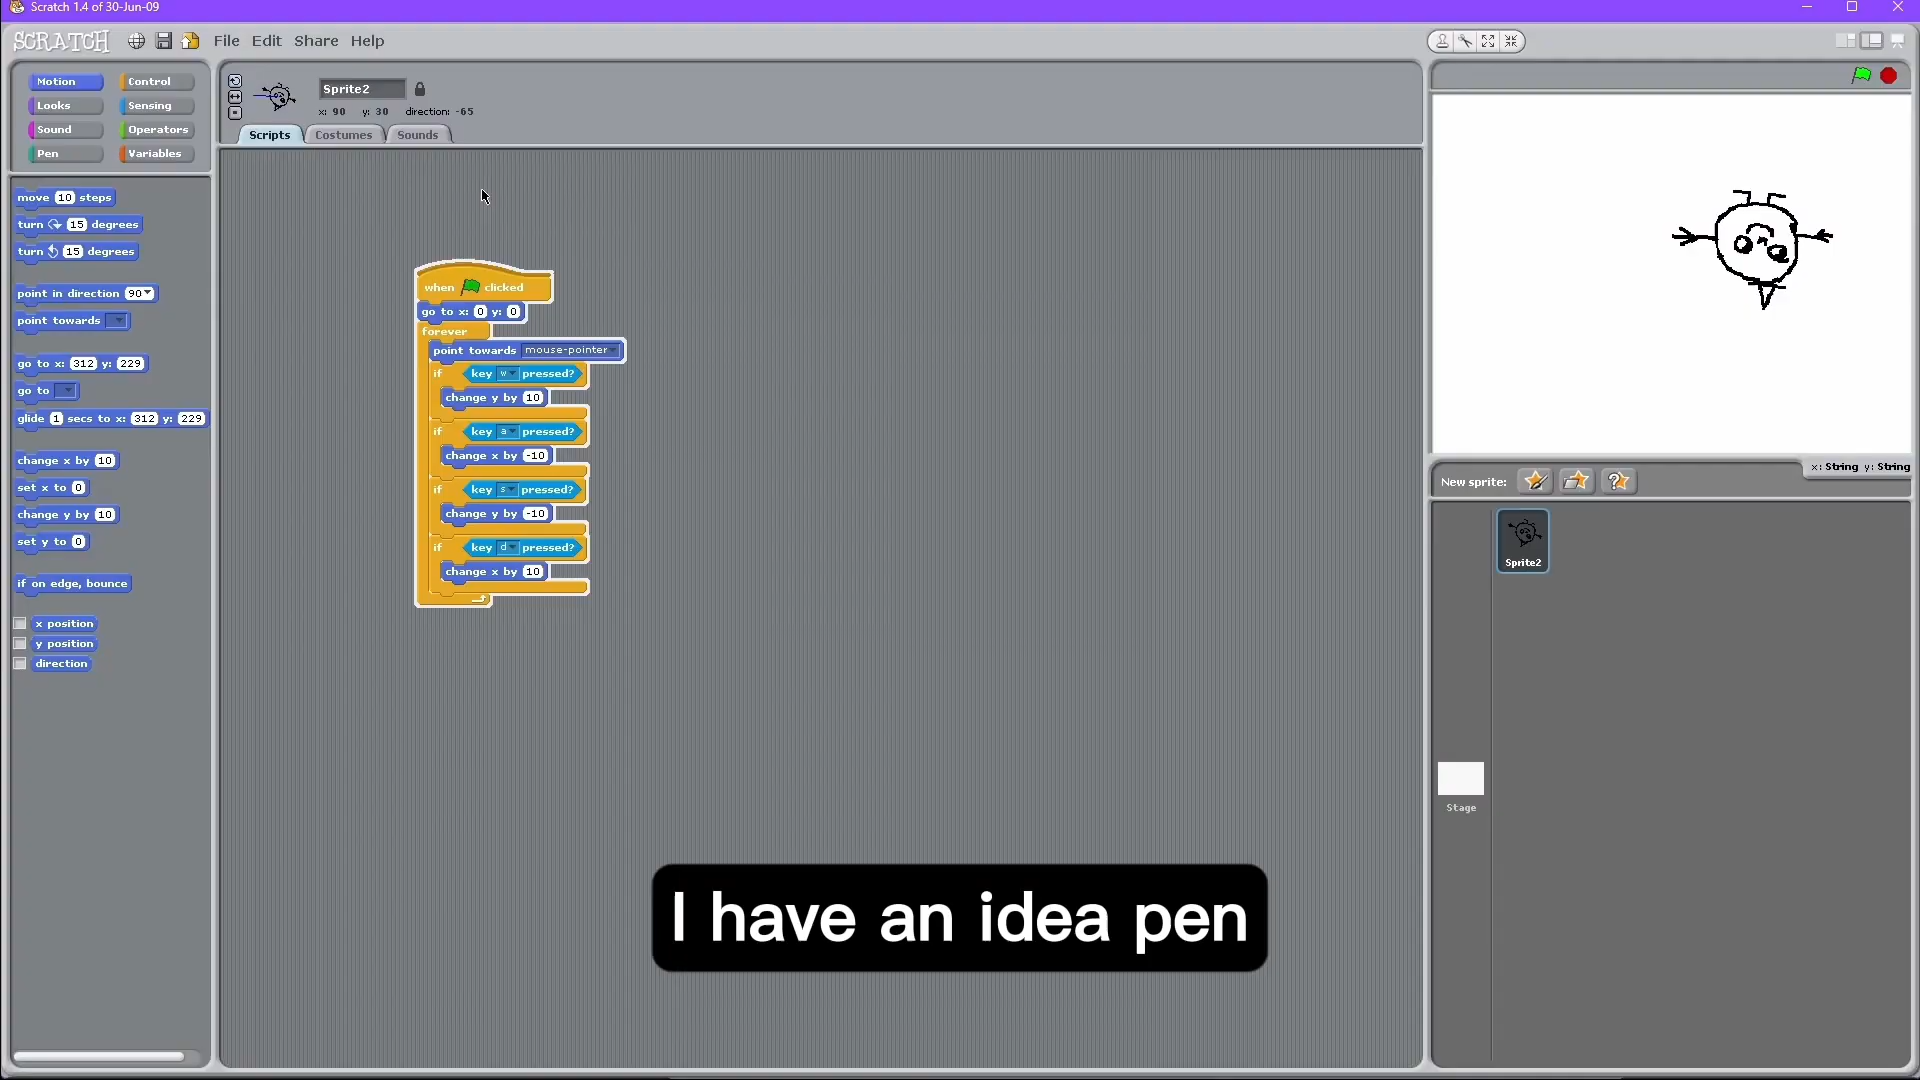 Scratch 1.4 of 30-Jun-09
SCRATCH File Edit Share Help
Motion Control
Looks Sensing
Sound Operators
Pen Variables
move 10 steps
turn 15 degrees
turn 15 degrees
point in direction 90
point towards
go to x: 312 y: 229
go to
glide 1 secs to x: 312 y: 229
change x by 10
set x to 0
change y by 10
set y to 0
if on edge, bounce
x position
y position
direction
Sprite2
x: 90 y: 30 direction: -65
Scripts Costumes Sounds
when clicked
go to x: 0 y: 0
forever
point towards mouse-pointer
if key w pressed?
change y by 10
if key a pressed?
change x by -10
if key s pressed?
change y by -10
if key d pressed?
change x by 10
I have an idea pen
x: String y: String
New sprite:
Sprite2
Stage